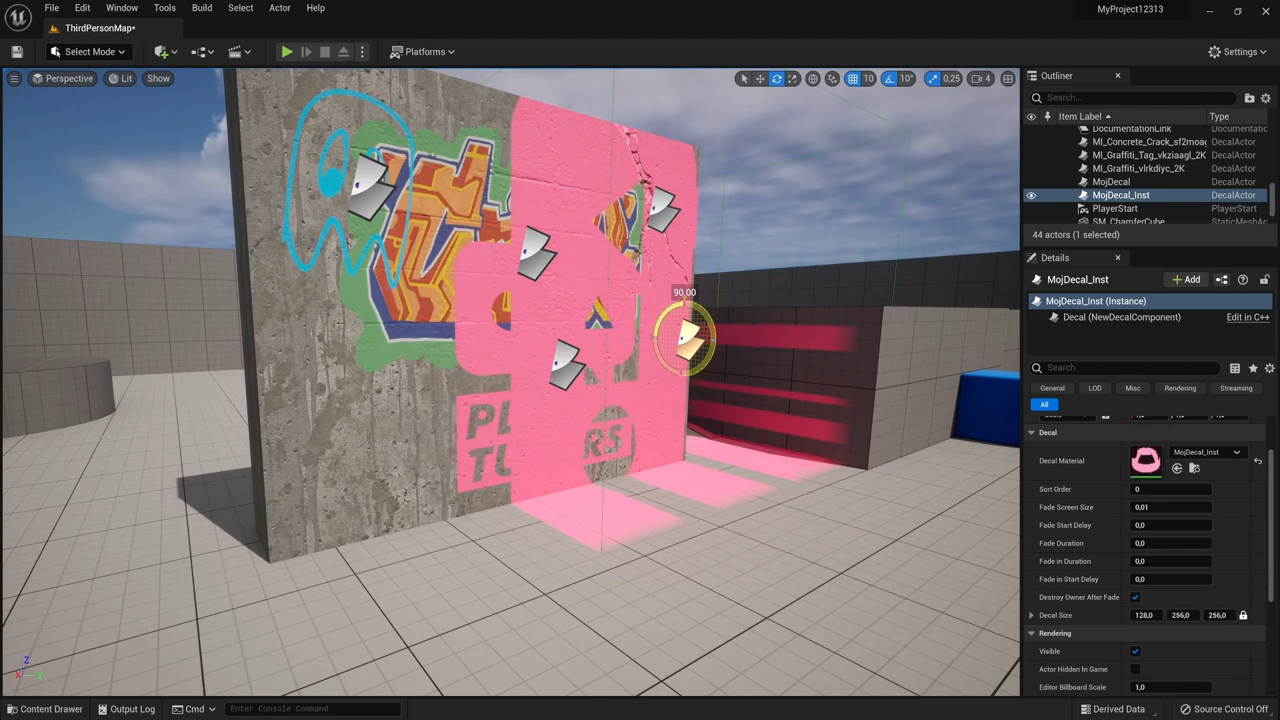 File Edit Window Tools Build Select Actor Help
MyProject12313
ThirdPersonMap*
Select Mode
Platforms
Settings
Perspective Lit Show
10 10° 0,25 4
90,00
PL
TU
RS
Outliner
Search...
Item Label Type
DocumentationLink Documentatic
MI_Concrete_Crack_sf2moag DecalActor
MI_Graffiti_Tag_vkziaagl_2K DecalActor
MI_Graffiti_vlrkdiyc_2K DecalActor
MojDecal DecalActor
MojDecal_Inst DecalActor
PlayerStart PlayerStart
SM_ChamferCube StaticMeshAc
44 actors (1 selected)
Details
MojDecal_Inst
Add
MojDecal_Inst (Instance)
Decal (NewDecalComponent) Edit in C++
Search
General LOD Misc Rendering Streaming
All
Decal
Decal Material MojDecal_Inst
Sort Order 0
Fade Screen Size 0,01
Fade Start Delay 0,0
Fade Duration 0,0
Fade in Duration 0,0
Fade in Start Delay 0,0
Destroy Owner After Fade
Decal Size 128,0 256,0 256,0
Rendering
Visible
Actor Hidden In Game
Editor Billboard Scale 1,0
Z
X Y
Content Drawer Output Log Cmd Enter Console Command Derived Data Source Control Off